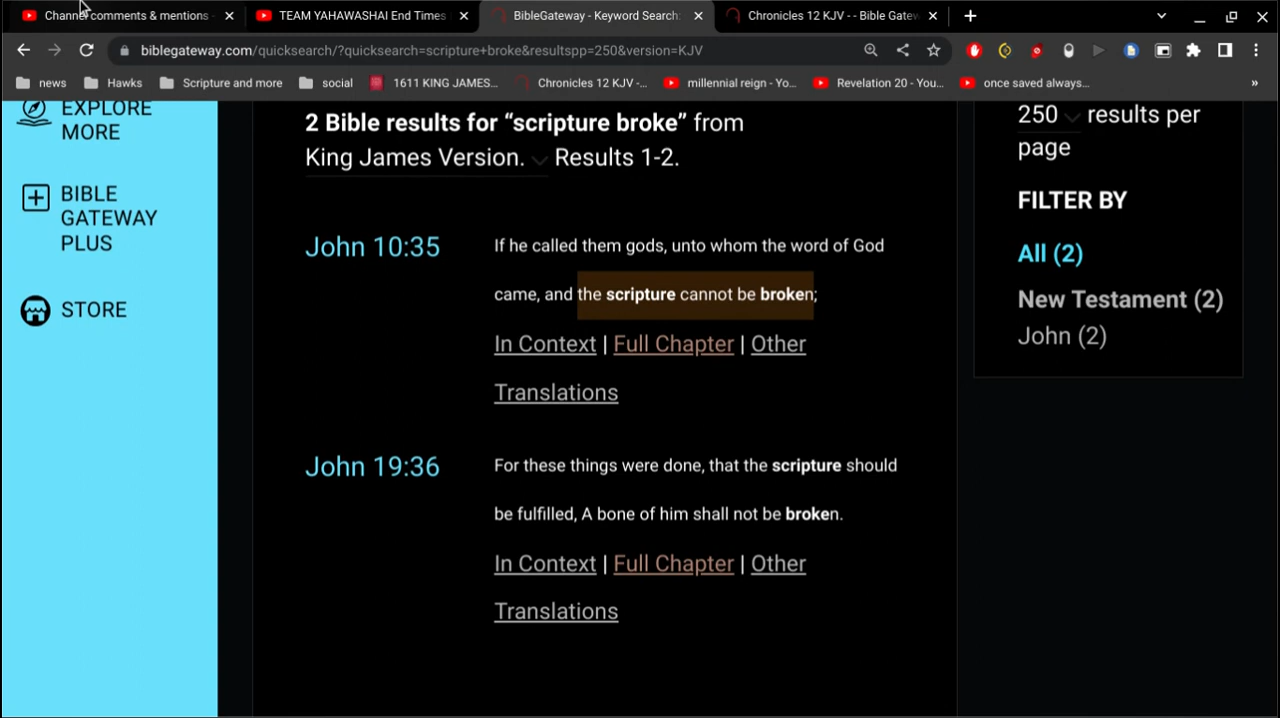 Channel comments & mentions -
TEAM YAHAWASHAI End Times
BibleGateway - Keyword Search:
Chronicles 12 KJV - - Bible Gatew
biblegateway.com/quicksearch/?quicksearch=scripture+broke&resultspp=250&version=KJV
news
Hawks
Scripture and more
social
1611 KING JAMES...
Chronicles 12 KJV -...
millennial reign - Yo...
Revelation 20 - You...
once saved always...
»
EXPLORE
MORE
BIBLE
GATEWAY
PLUS
STORE
2 Bible results for “scripture broke” from
King James Version. Results 1-2.
John 10:35
If he called them gods, unto whom the word of God
came, and the scripture cannot be broken;
In Context | Full Chapter | Other
Translations
John 19:36
For these things were done, that the scripture should
be fulfilled, A bone of him shall not be broken.
In Context | Full Chapter | Other
Translations
250 results per
page
FILTER BY
All (2)
New Testament (2)
John (2)